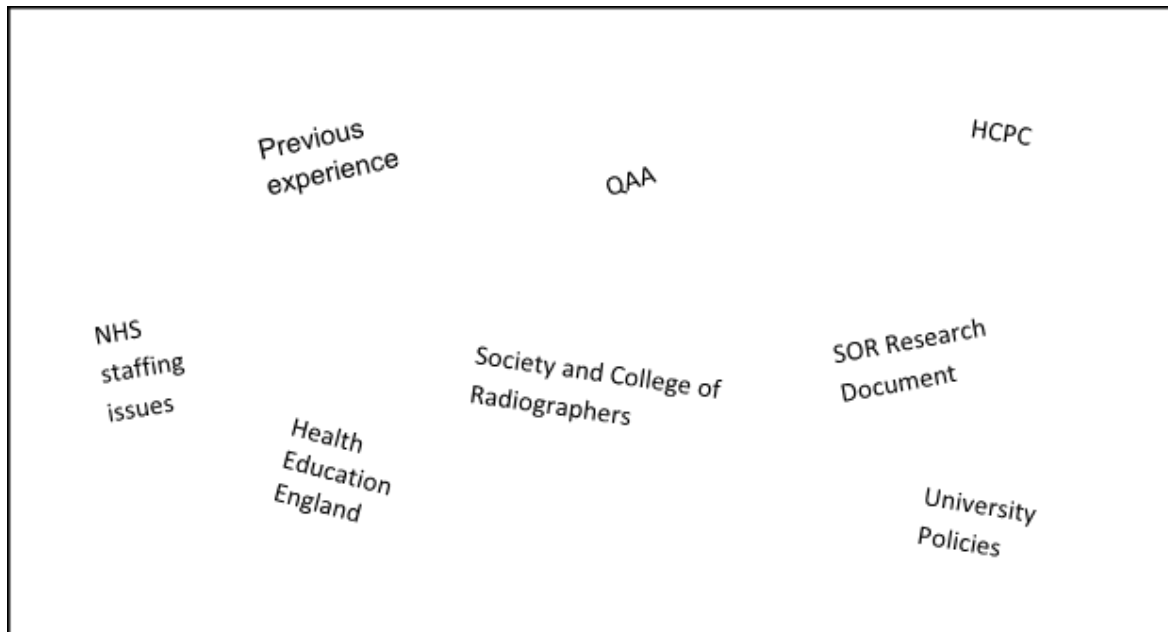 Previous
experience
QAA
HCPC
NHS
staffing
issues
Society and College of
Radiographers
SOR Research
Document
Health
Education
England
University
Policies